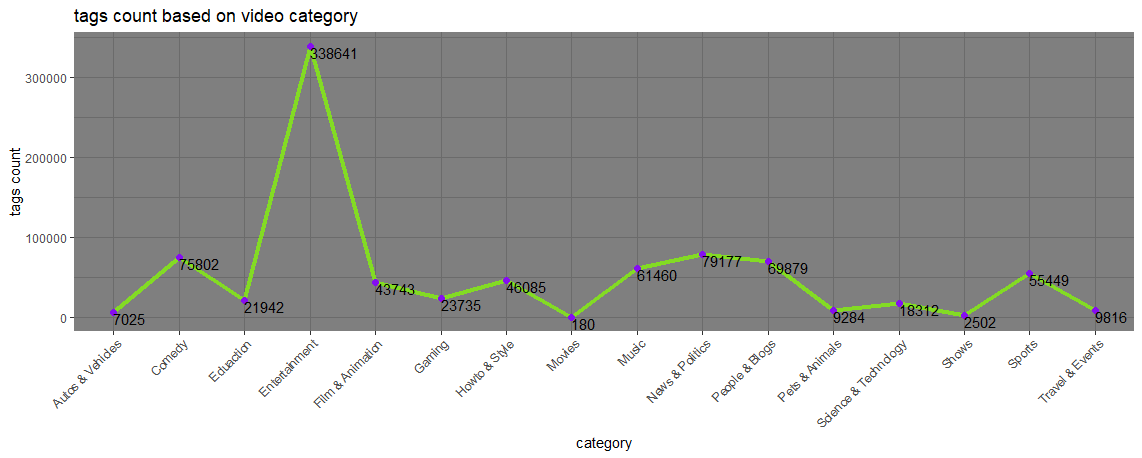 tags count based on video category
tags count
300000
200000
100000
0
7025
75802
21942
338641
43743
23735
46085
180
61460
79177
69879
9284
18312
2502
55449
9816
Autos & Vehicles
Comedy
Eduaction
Entertainment
Film & Animation
Gaming
Howto & Style
Movies
Music
News & Politics
People & Blogs
Pets & Animals
Science & Technology
Shows
Sports
Travel & Events
category